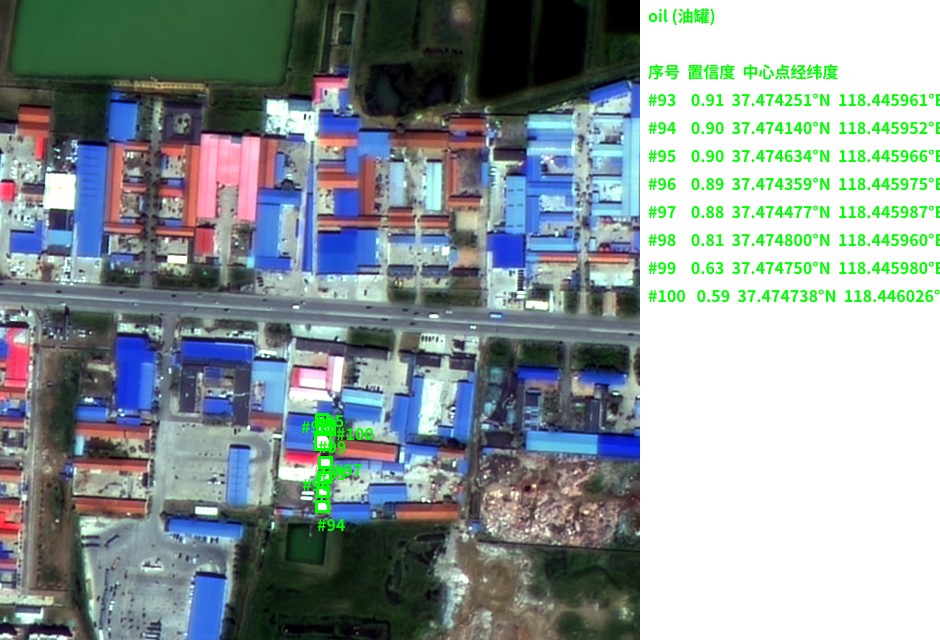 oil (油罐)
序号 置信度 中心点经纬度
#93 0.91 37.474251°N 118.445961°E
#94 0.90 37.474140°N 118.445952°E
#95 0.90 37.474634°N 118.445966°E
#96 0.89 37.474359°N 118.445975°E
#97 0.88 37.474477°N 118.445987°E
#98 0.81 37.474800°N 118.445960°E
#99 0.63 37.474750°N 118.445980°E
#100 0.59 37.474738°N 118.446026°
#100
#94